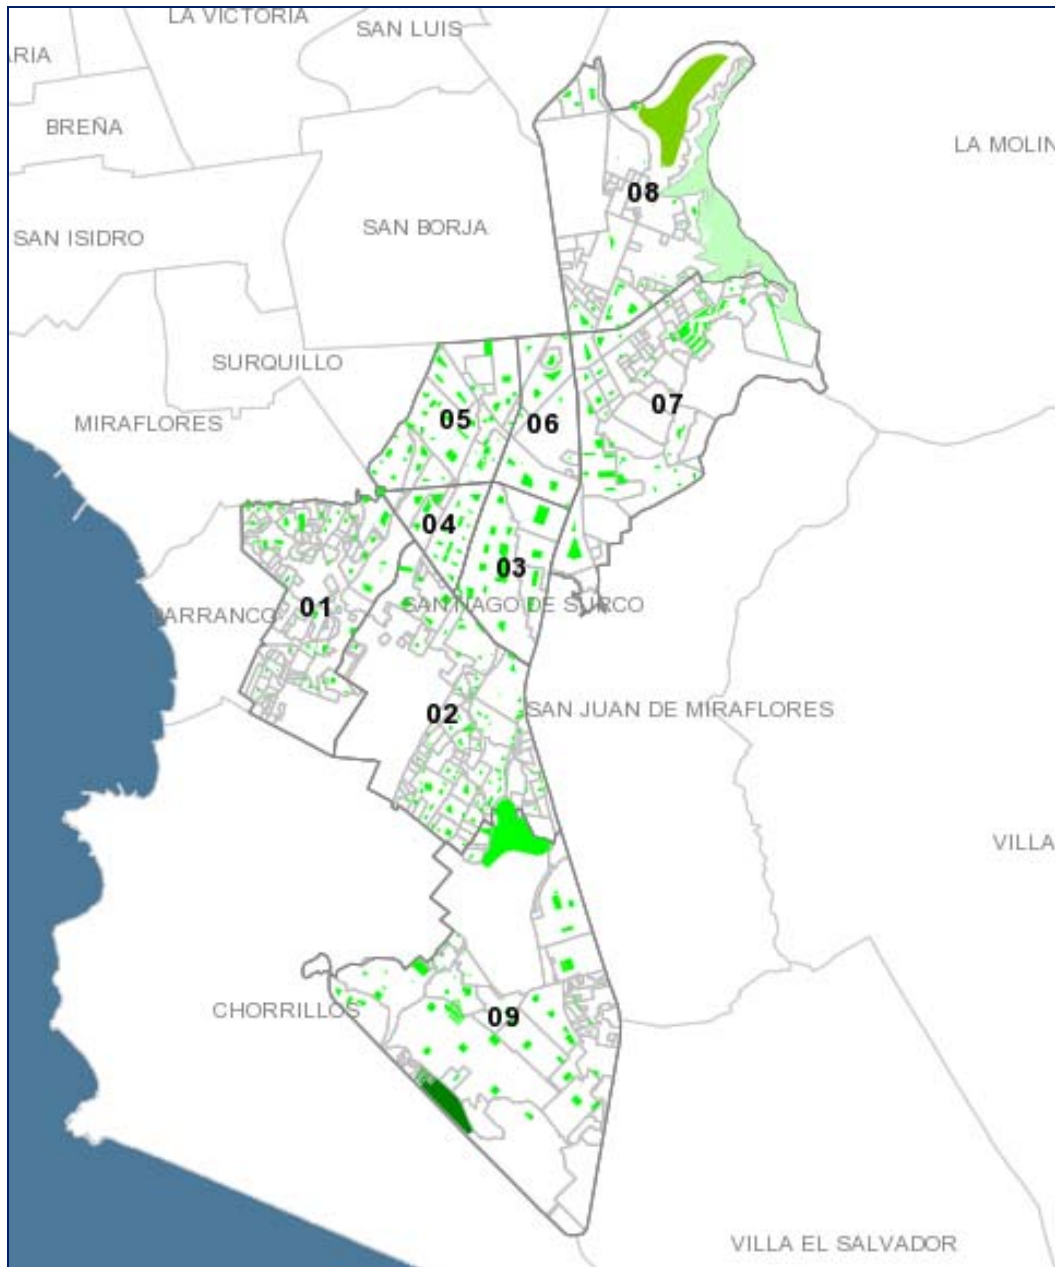 LA VICTORIA
SAN LUIS
RIA
BREÑA
LA MOLIN
08
SAN BORJA
SAN ISIDRO
SURQUILLO
07
05
06
MIRAFLORES
04
03
01
BARRANCO
SANTIAGO DE SURCO
02
SAN JUAN DE MIRAFLORES
VILLA
CHORRILLOS
09
VILLA EL SALVADOR